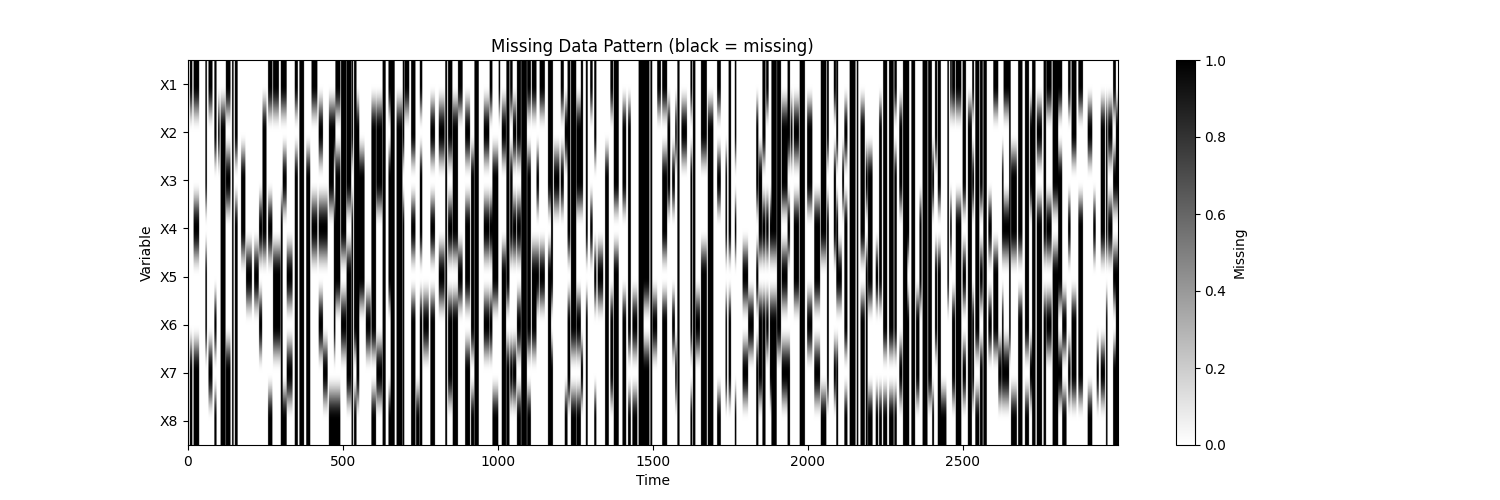 Missing Data Pattern (black = missing)
X1
X2
X3
X4
X5
X6
X7
X8
Variable
0
500
1000
1500
2000
2500
Time
1.0
0.8
0.6
0.4
0.2
0.0
Missing